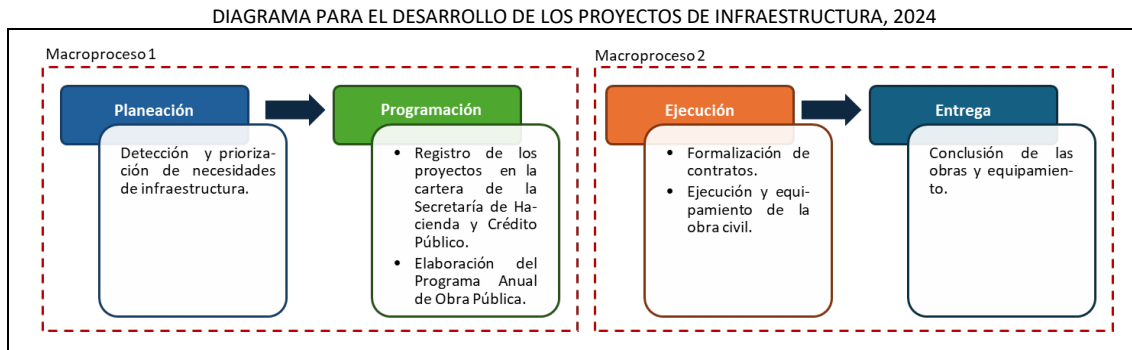 DIAGRAMA PARA EL DESARROLLO DE LOS PROYECTOS DE INFRAESTRUCTURA, 2024
Macroproceso 1
Planeación
Detección y prioriza-
ción de necesidades
de infraestructura.
Programación
• Registro de los
proyectos en la
cartera de la
Secretaría de Ha-
cienda y Crédito
Público.
• Elaboración del
Programa Anual
de Obra Pública.
Macroproceso 2
Ejecución
• Formalización de
contratos.
• Ejecución y equi-
pamiento de la
obra civil.
Entrega
Conclusión de las
obras y equipamien-
to.